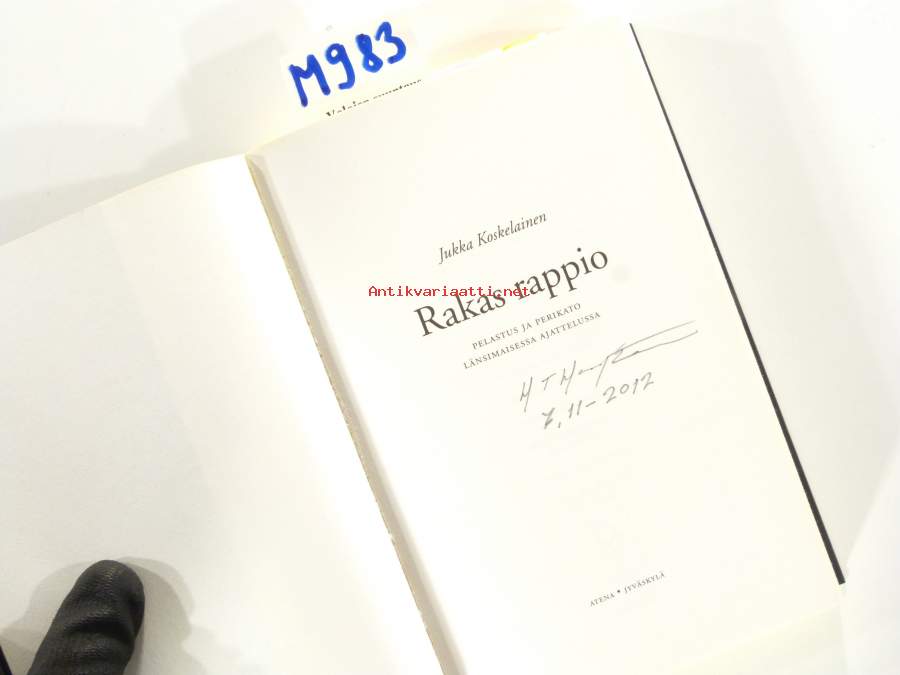 M983
Jukka Koskelainen
Rakas rappio
Antikvariaatti.net
PELASTUS JA PERIKATO
LÄNSIMAISESSA AJATTELUSSA
M T
7.11-2012
ATENA • JYVÄSKYLÄ